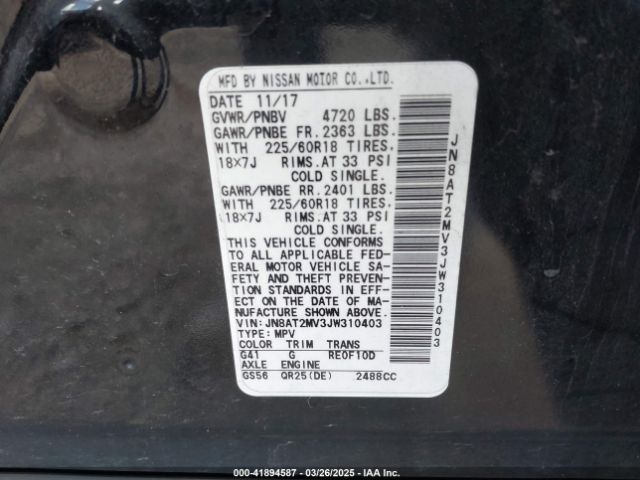 MFD BY NISSAN MOTOR CO.,LTD.
DATE 11/17
GVWR/PNBV 4720 LBS.
GAWR/PNBE FR. 2363 LBS.
WITH 225/60R18 TIRES.
18X7J RIMS.AT 33 PSI
COLD SINGLE.
GAWR/PNBE RR. 2401 LBS.
WITH 225/60R18 TIRES.
18X7J RIMS.AT 33 PSI
COLD SINGLE.
THIS VEHICLE CONFORMS
TO ALL APPLICABLE FED-
ERAL MOTOR VEHICLE SA-
FETY AND THEFT PREVEN-
TION STANDARDS IN EFF-
ECT ON THE DATE OF MA-
NUFACTURE SHOWN ABOVE.
VIN:JN8AT2MV3JW310403
TYPE:MPV
COLOR TRIM TRANS
G41 G RE0F10D
AXLE ENGINE
GS56 QR25(DE) 2488CC
JN8AT2MV3JW310403
000-41894587 | 03/26/2025 | IAA Inc.